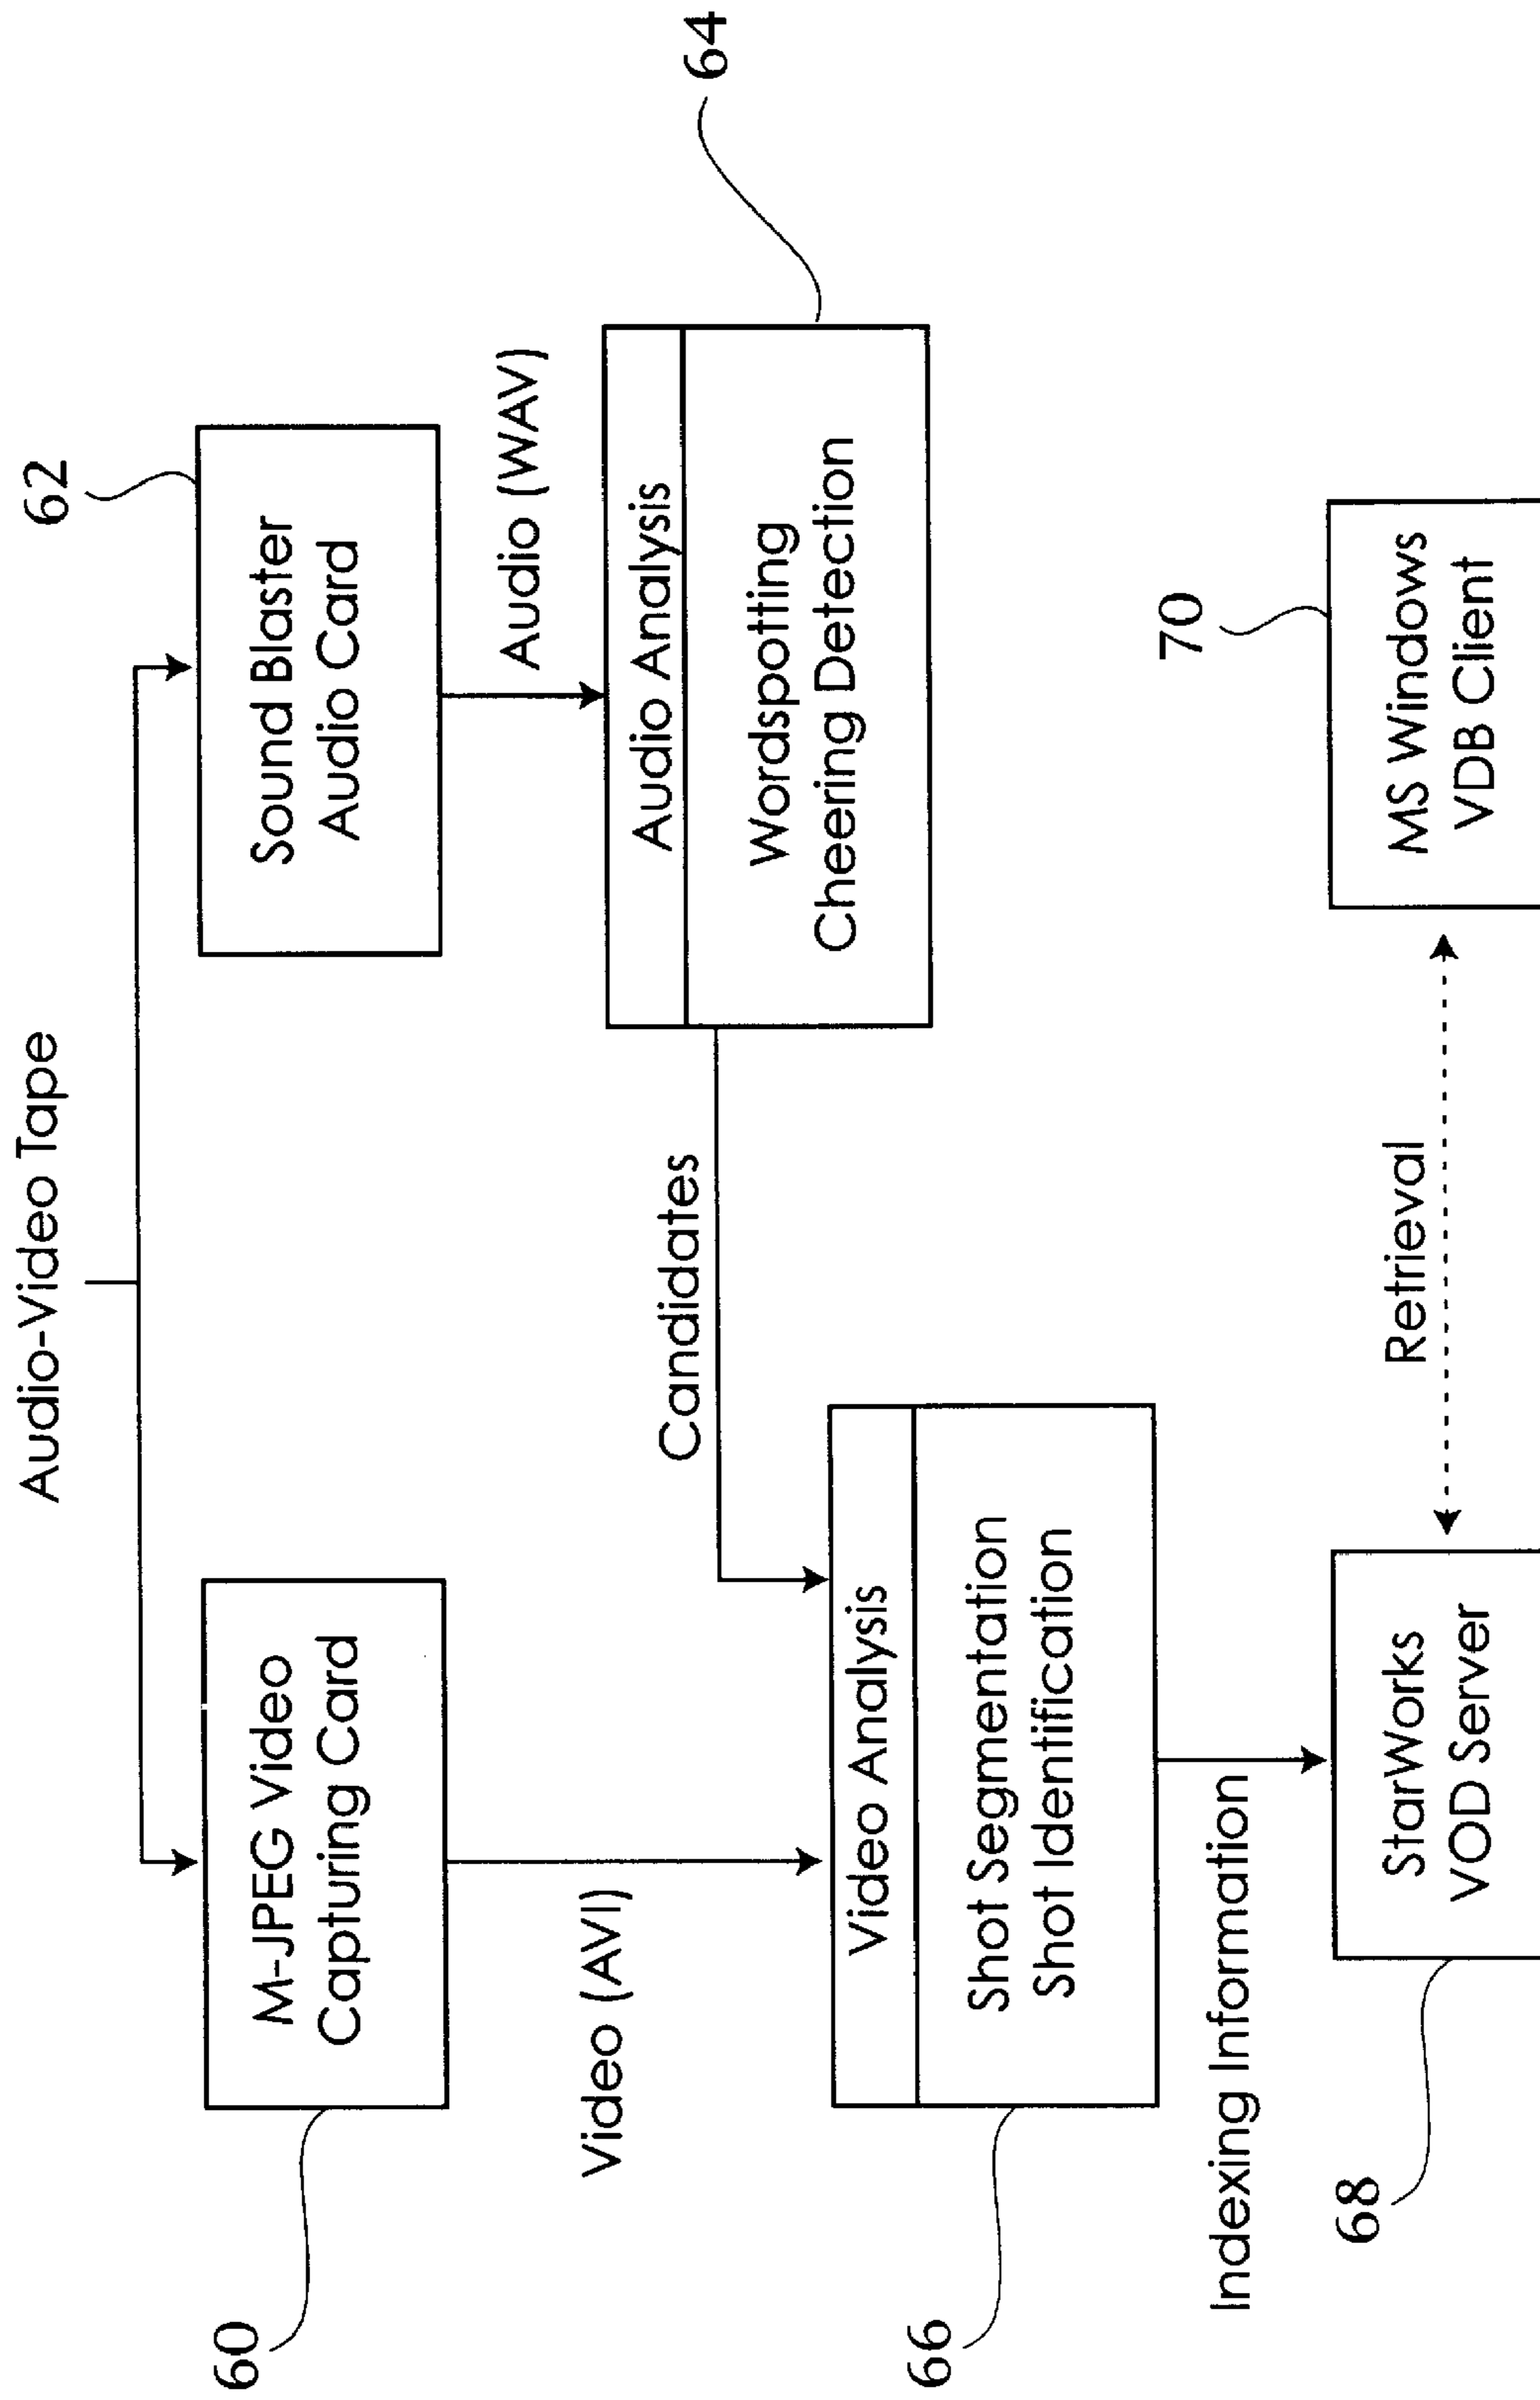 Audio-Video Tape
60
M-JPEG Video
Capturing Card
62
Sound Blaster
Audio Card
Video (AVI)
Audio (WAV)
64
Audio Analysis
Wordspotting
Cheering Detection
Candidates
66
Video Analysis
Shot Segmentation
Shot Identification
Indexing Information
68
StarWorks
VOD Server
Retrieval
70
MS Windows
VDB Client